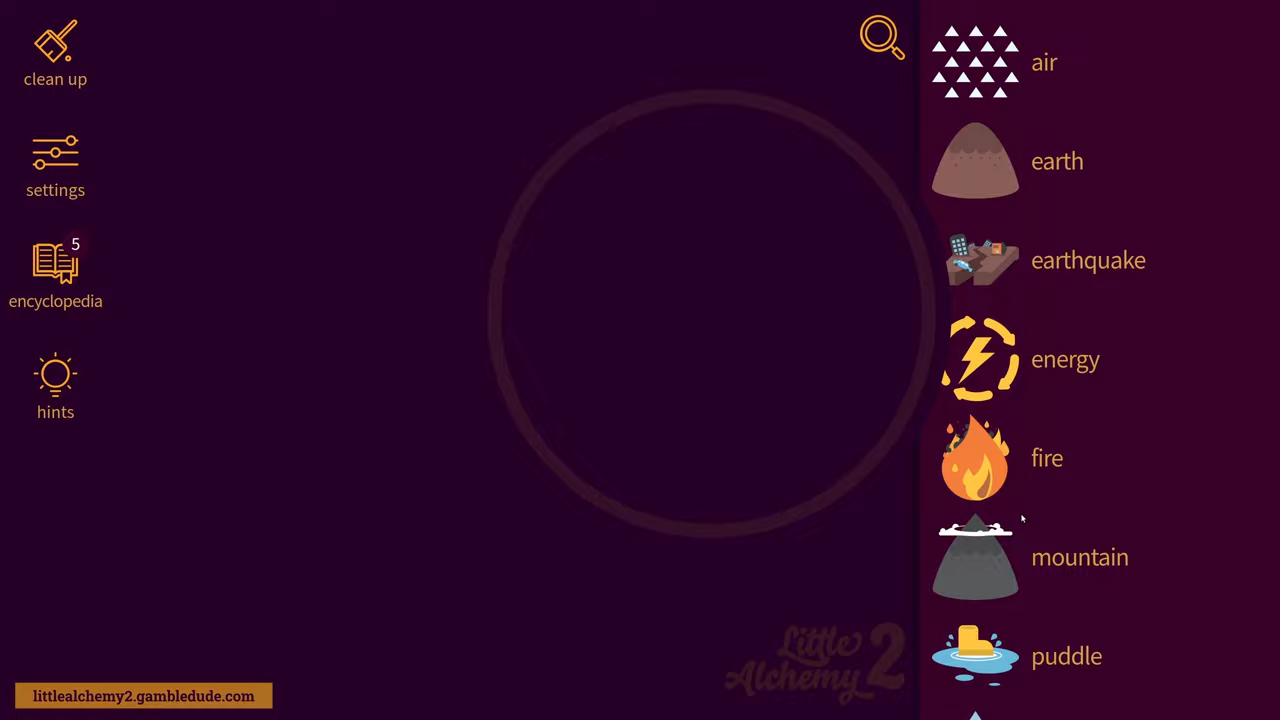 clean up
settings
5
encyclopedia
hints
air
earth
earthquake
energy
fire
mountain
puddle
Little
Alchemy 2
littlealchemy2.gambledude.com